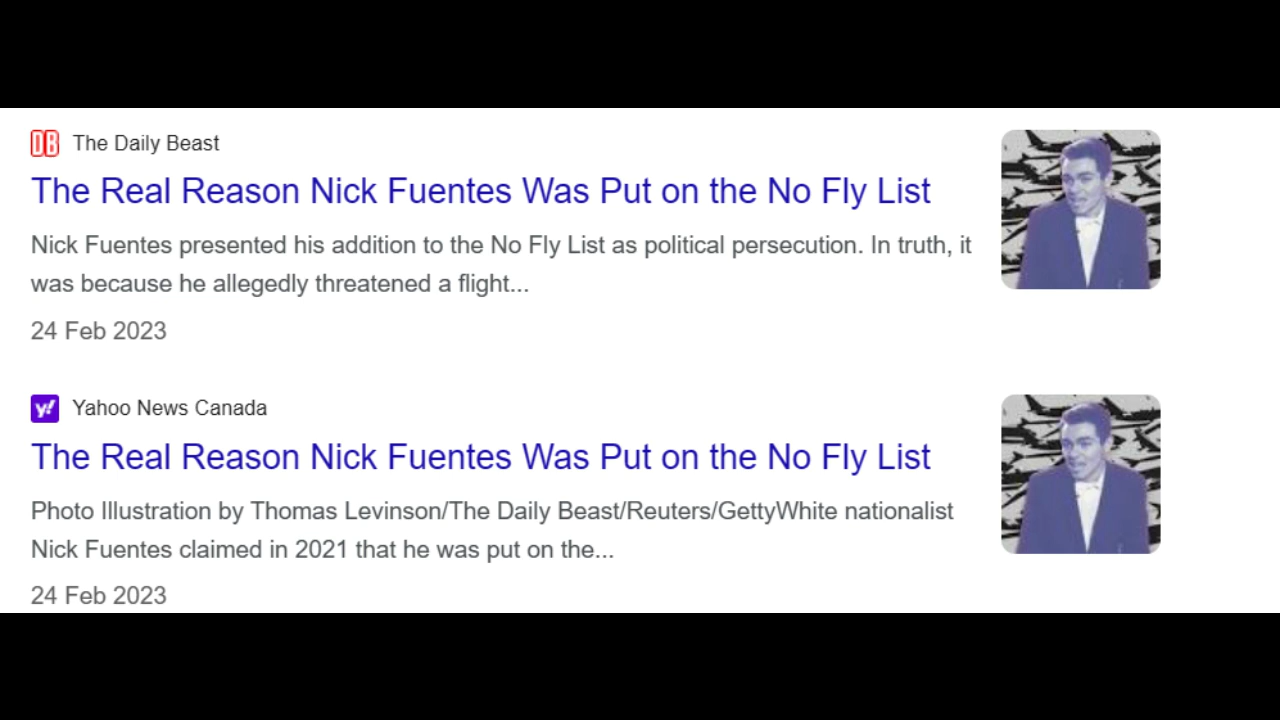 The Daily Beast
The Real Reason Nick Fuentes Was Put on the No Fly List
Nick Fuentes presented his addition to the No Fly List as political persecution. In truth, it
was because he allegedly threatened a flight...
24 Feb 2023
Yahoo News Canada
The Real Reason Nick Fuentes Was Put on the No Fly List
Photo Illustration by Thomas Levinson/The Daily Beast/Reuters/GettyWhite nationalist
Nick Fuentes claimed in 2021 that he was put on the...
24 Feb 2023